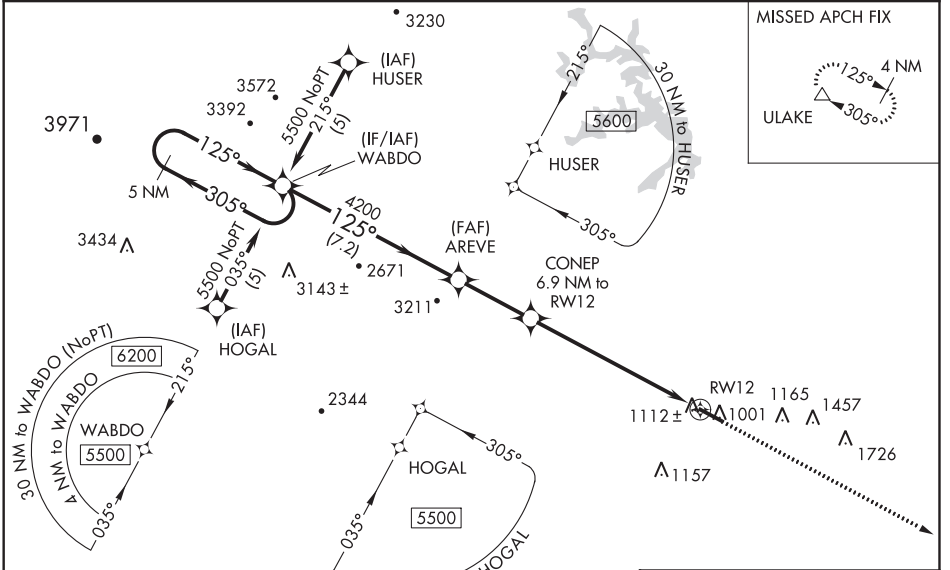 3230
MISSED APCH FIX
125°
4 NM
ULAKE
305°
(IAF)
HUSER
5500 NoPT
215°
(5)
3572
3392
3971
125°
5 NM
305°
(IF/IAF)
WABDO
215°
30 NM to HUSER
5600
HUSER
305°
4200
125°
(7.2)
(FAF)
AREVE
3434
5500 NoPT
035°
(5)
3143 ±
2671
3211
CONEP
6.9 NM to
RW12
(IAF)
HOGAL
30 NM to WABDO (NoPT)
6200
4 NM to WABDO
215°
WABDO
5500
035°
2344
RW12
1112 ±
1001
1165
1457
1726
1157
305°
HOGAL
5500
035°
HOGAL